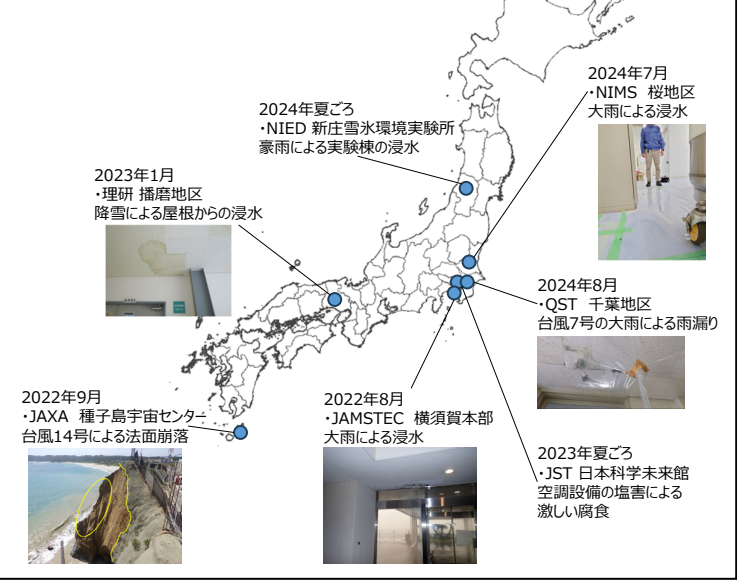 2024年7月
・NIMS 桜地区
大雨による浸水
2024年夏ごろ
・NIED 新庄雪氷環境実験所
豪雨による実験棟の浸水
2023年1月
・理研 播磨地区
降雪による屋根からの浸水
2024年8月
・QST 千葉地区
台風7号の大雨による雨漏り
2022年9月
・JAXA 種子島宇宙センター
台風14号による法面崩落
2022年8月
・JAMSTEC 横須賀本部
大雨による浸水
2023年夏ごろ
・JST 日本科学未来館
空調設備の塩害による
激しい腐食